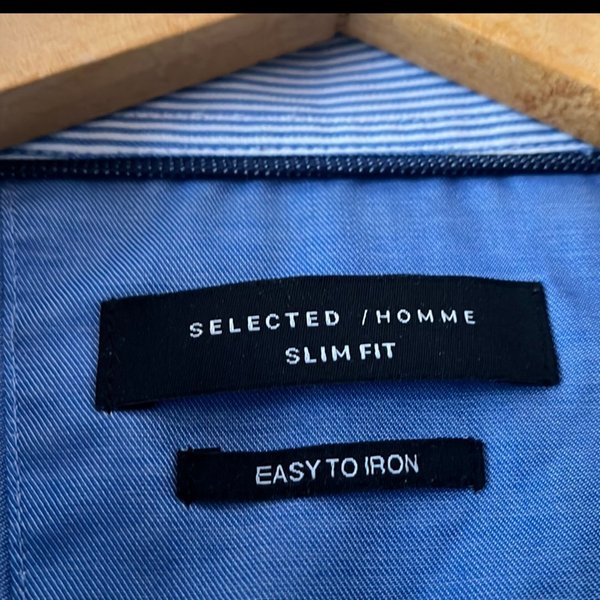 SELECTED /HOMME
SLIM FIT
EASY TO IRON